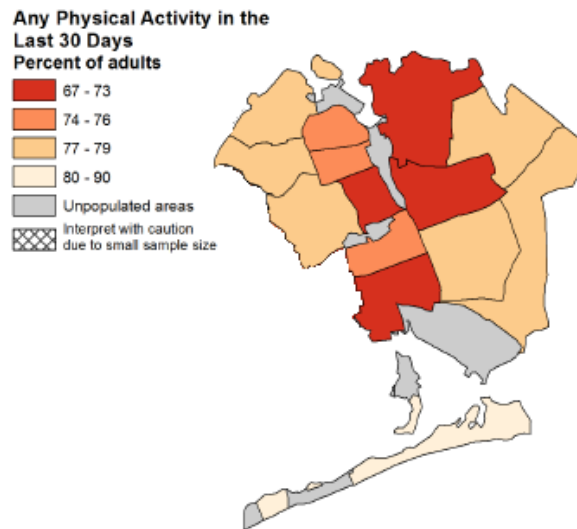 Any Physical Activity in the
Last 30 Days
Percent of adults
67 - 73
74 - 76
77 - 79
80 - 90
Unpopulated areas
Interpret with caution
due to small sample size